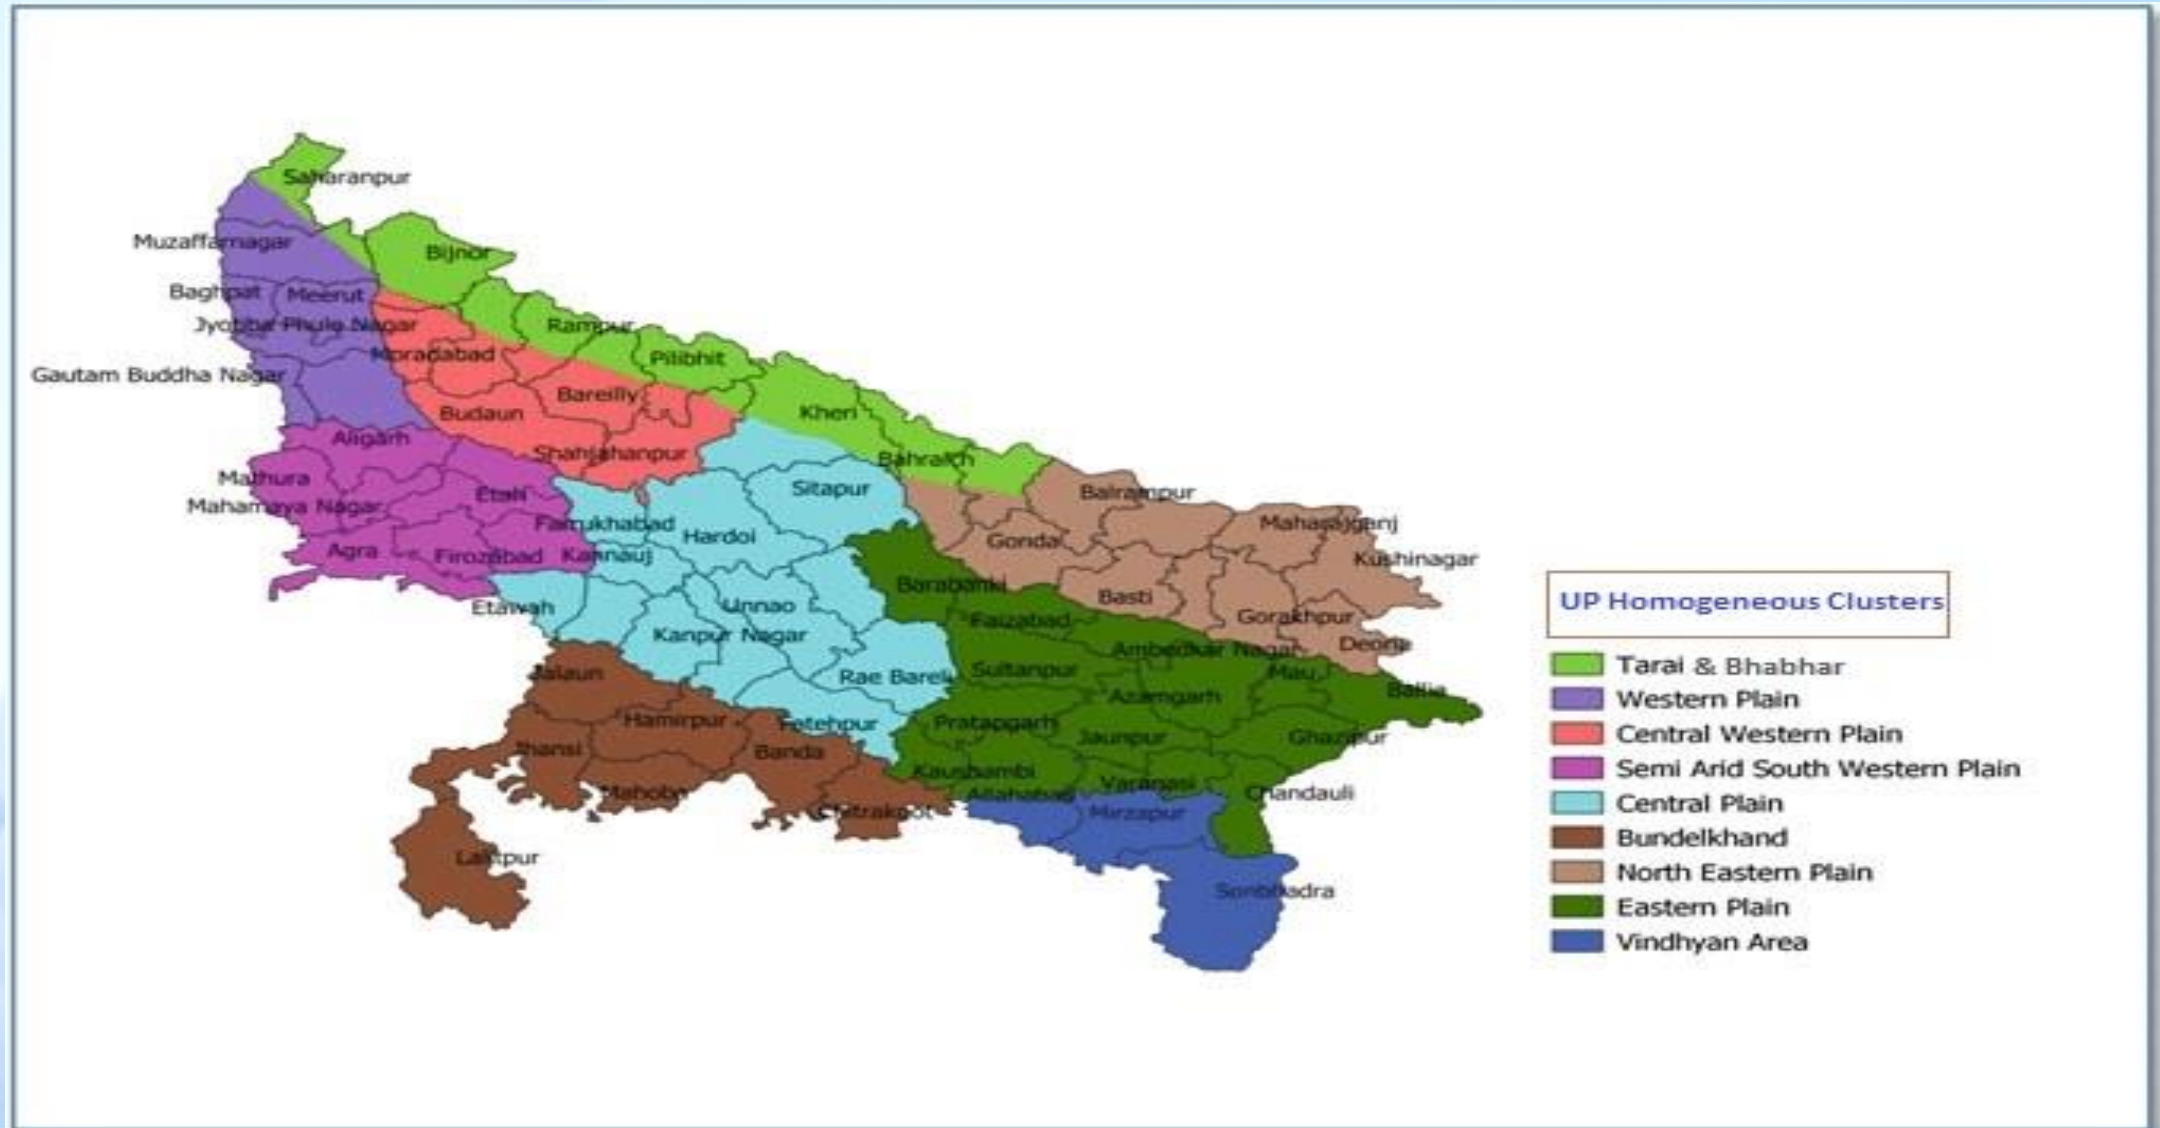 Saharanpur
Muzaffarnagar
Bijnor
Baghpat
Meerut
Jyotiba Phule Nagar
Rampur
Moradabad
Pilibhit
Gautam Buddha Nagar
Bareilly
Budaun
Kheri
Aligarh
Shahjahanpur
Bahraich
Mathura
Sitapur
Etah
Balrampur
Mahamaya Nagar
Farrukhabad
Maharajganj
Hardoi
Gonda
Agra
Firozabad
Kannauj
Kushinagar
Barabanki
Basti
Etawah
Unnao
Faizabad
Gorakhpur
Kanpur Nagar
Ambedkar Nagar
Deoria
Jalaun
Rae Bareli
Sultanpur
Mau
Azamgarh
Ballia
Hamirpur
Fatehpur
Pratapgarh
Jaunpur
Ghazipur
Jhansi
Banda
Kaushambi
Varanasi
Mahoba
Allahabad
Chandauli
Chitrakoot
Mirzapur
Lalitpur
Sonbhadra
UP Homogeneous Clusters
Tarai & Bhabhar
Western Plain
Central Western Plain
Semi Arid South Western Plain
Central Plain
Bundelkhand
North Eastern Plain
Eastern Plain
Vindhyan Area